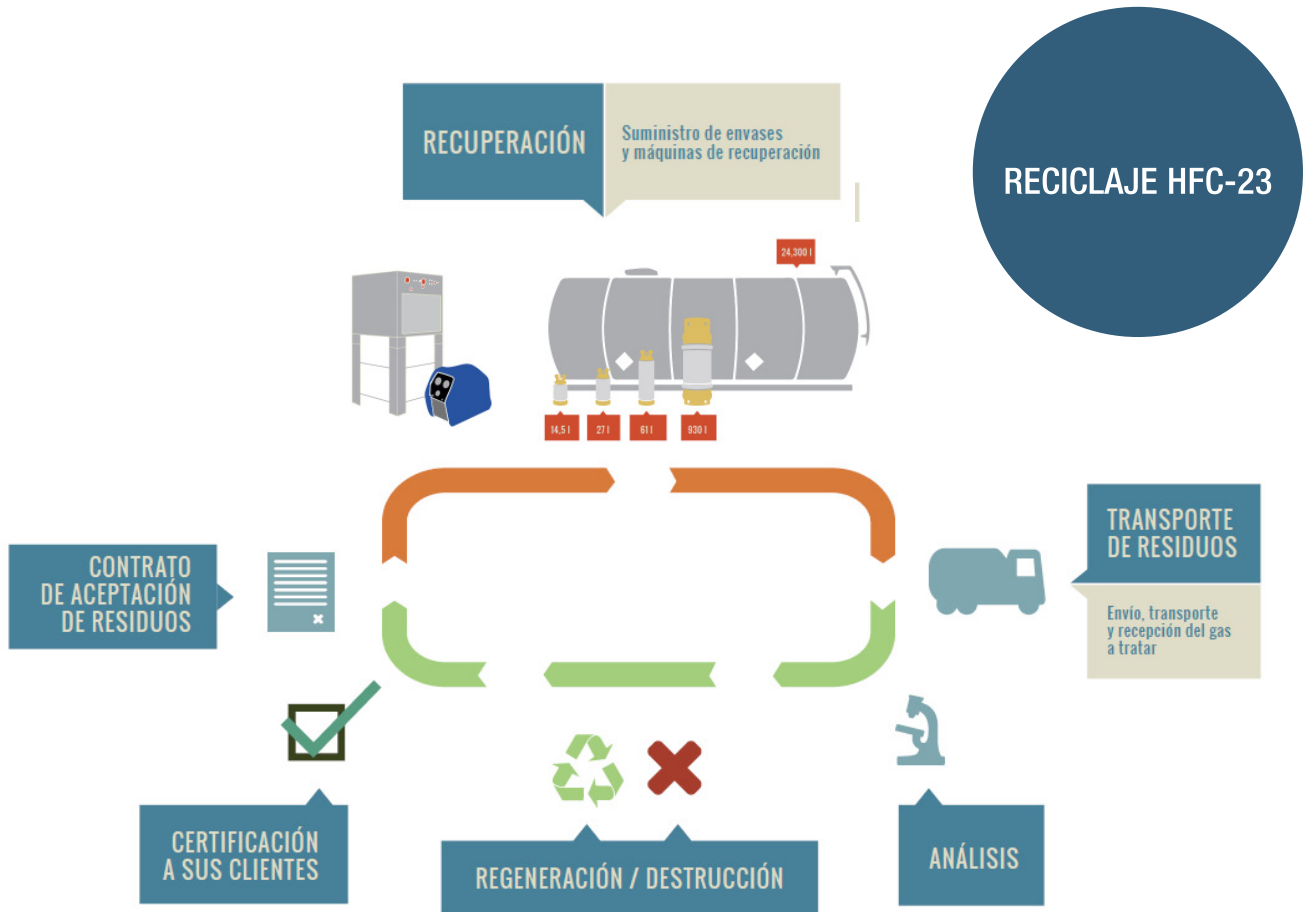 RECICLAJE HFC-23
RECUPERACIÓN
Suministro de envases
y máquinas de recuperación
24,300 l
14,5 l
27 l
61 l
930 l
CONTRATO
DE ACEPTACIÓN
DE RESIDUOS
TRANSPORTE
DE RESIDUOS
Envío, transporte
y recepción del gas
a tratar
CERTIFICACIÓN
A SUS CLIENTES
REGENERACIÓN / DESTRUCCIÓN
ANÁLISIS